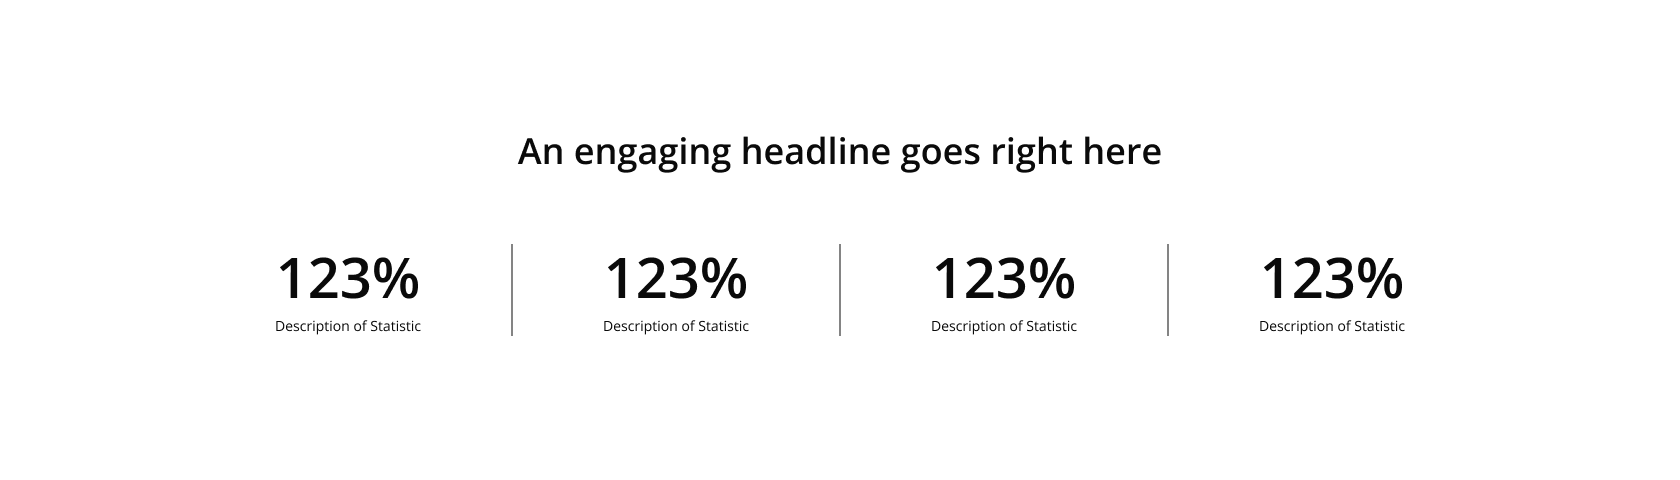 An engaging headline goes right here
123% 123% 123% 123%
Description of Statistic Description of Statistic Description of Statistic Description of Statistic